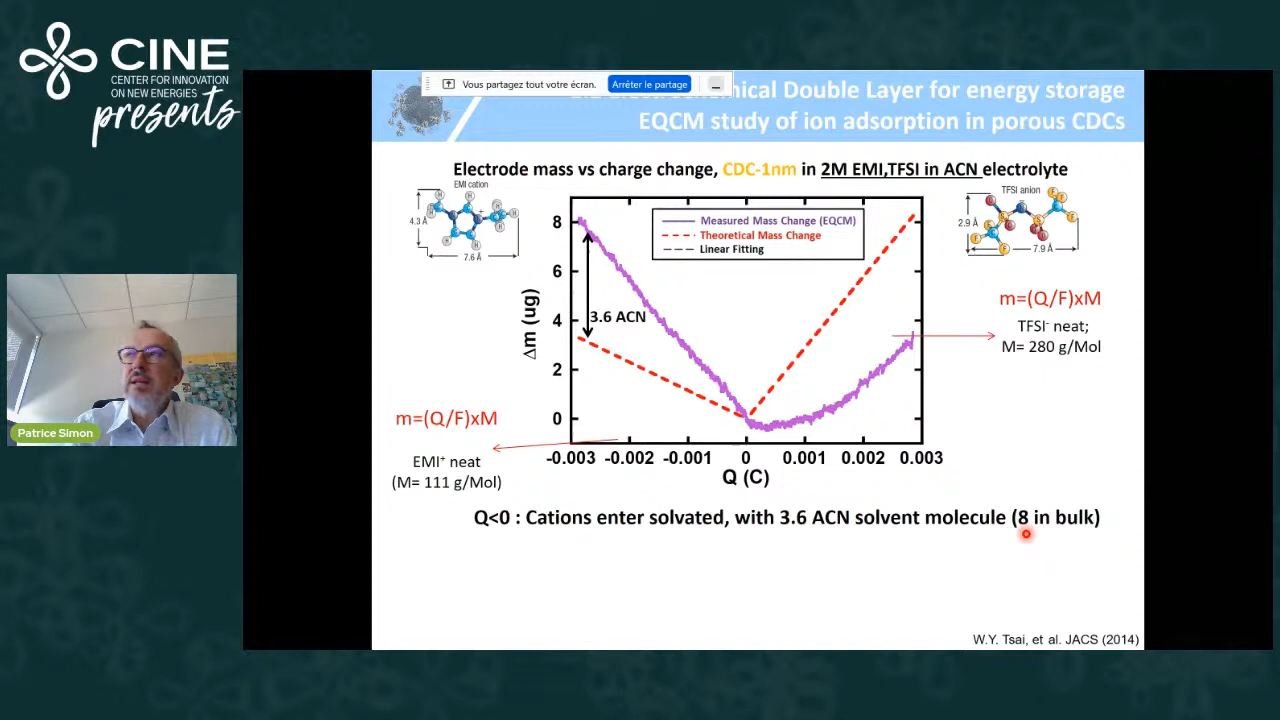 CINE
CENTER FOR INNOVATION
ON NEW ENERGIES
presents
Vous partagez tout votre écran. Arrêter le partage
Double Layer for energy storage
EQCM study of ion adsorption in porous CDCs
Electrode mass vs charge change, CDC-1nm in 2M EMI,TFSI in ACN electrolyte
EMI cation
4.3 Å
7.6 Å
TFSI anion
2.9 Å
7.9 Å
Measured Mass Change (EQCM)
Theoretical Mass Change
Linear Fitting
8
6
4
2
0
Δm (ug)
3.6 ACN
-0.003 -0.002 -0.001 0 0.001 0.002 0.003
Q (C)
m=(Q/F)xM
TFSI⁻ neat;
M= 280 g/Mol
m=(Q/F)xM
EMI⁺ neat
(M= 111 g/Mol)
Q<0 : Cations enter solvated, with 3.6 ACN solvent molecule (8 in bulk)
W.Y. Tsai, et al. JACS (2014)
Patrice Simon